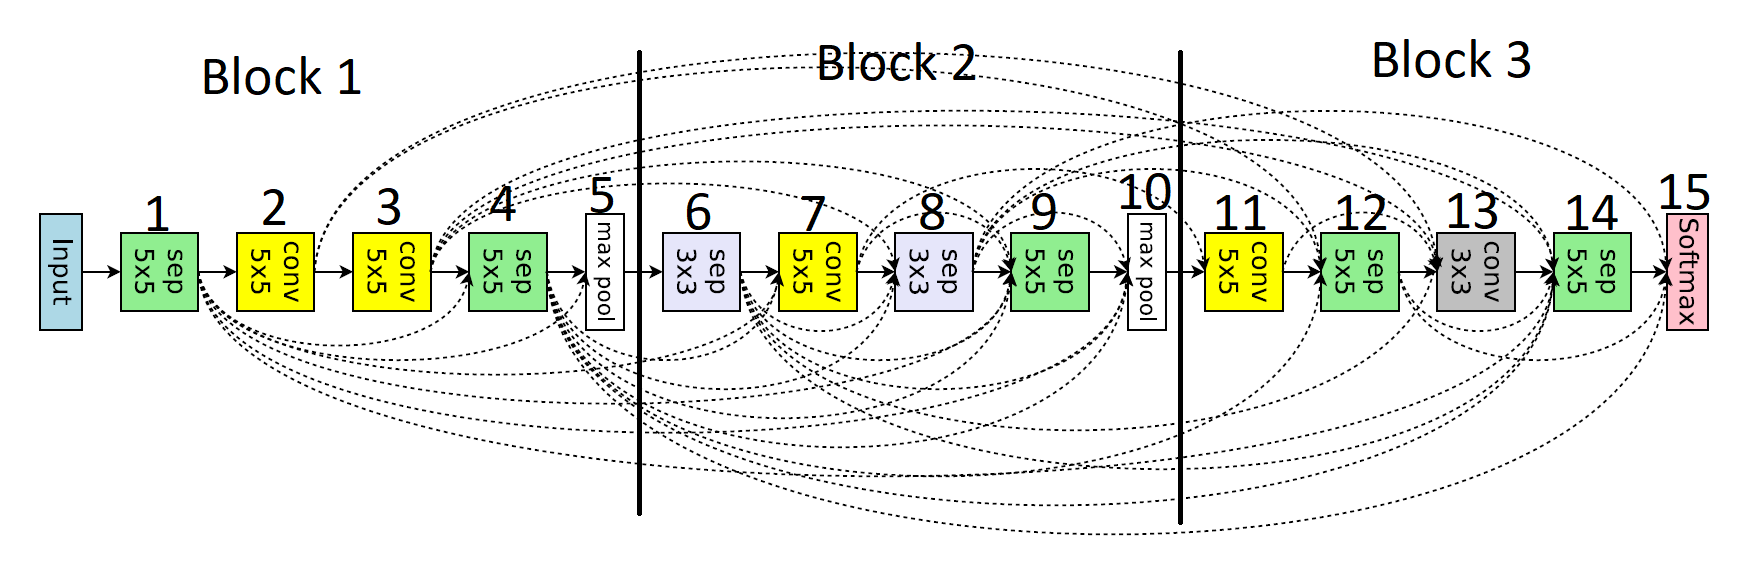 Block 1
Block 2
Block 3
1
2
3
4
5
6
7
8
9
10
11
12
13
14
15
Input
sep
5x5
conv
5x5
conv
5x5
sep
5x5
max pool
sep
3x3
conv
5x5
sep
3x3
sep
5x5
max pool
conv
5x5
sep
5x5
conv
3x3
sep
5x5
Softmax